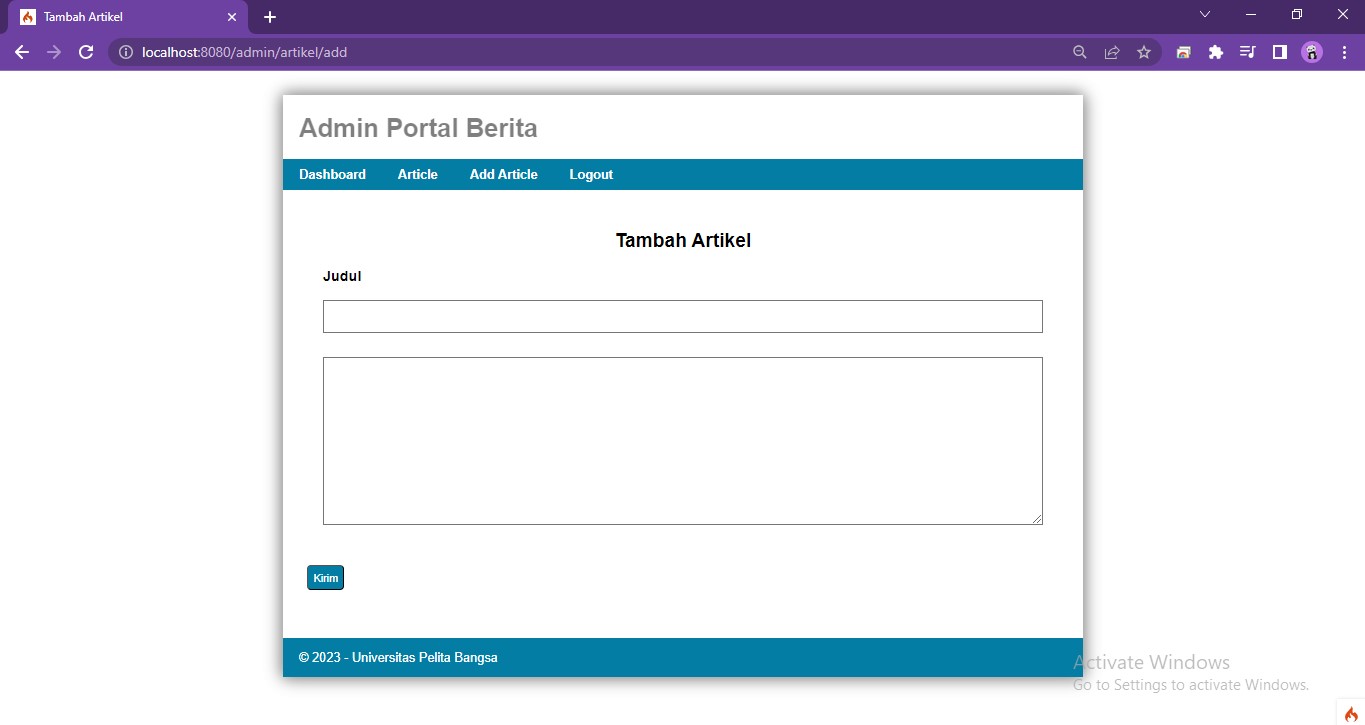 Tambah Artikel
localhost:8080/admin/artikel/add
Admin Portal Berita
Dashboard Article Add Article Logout
Tambah Artikel
Judul
Kirim
© 2023 - Universitas Pelita Bangsa
Activate Windows
Go to Settings to activate Windows.